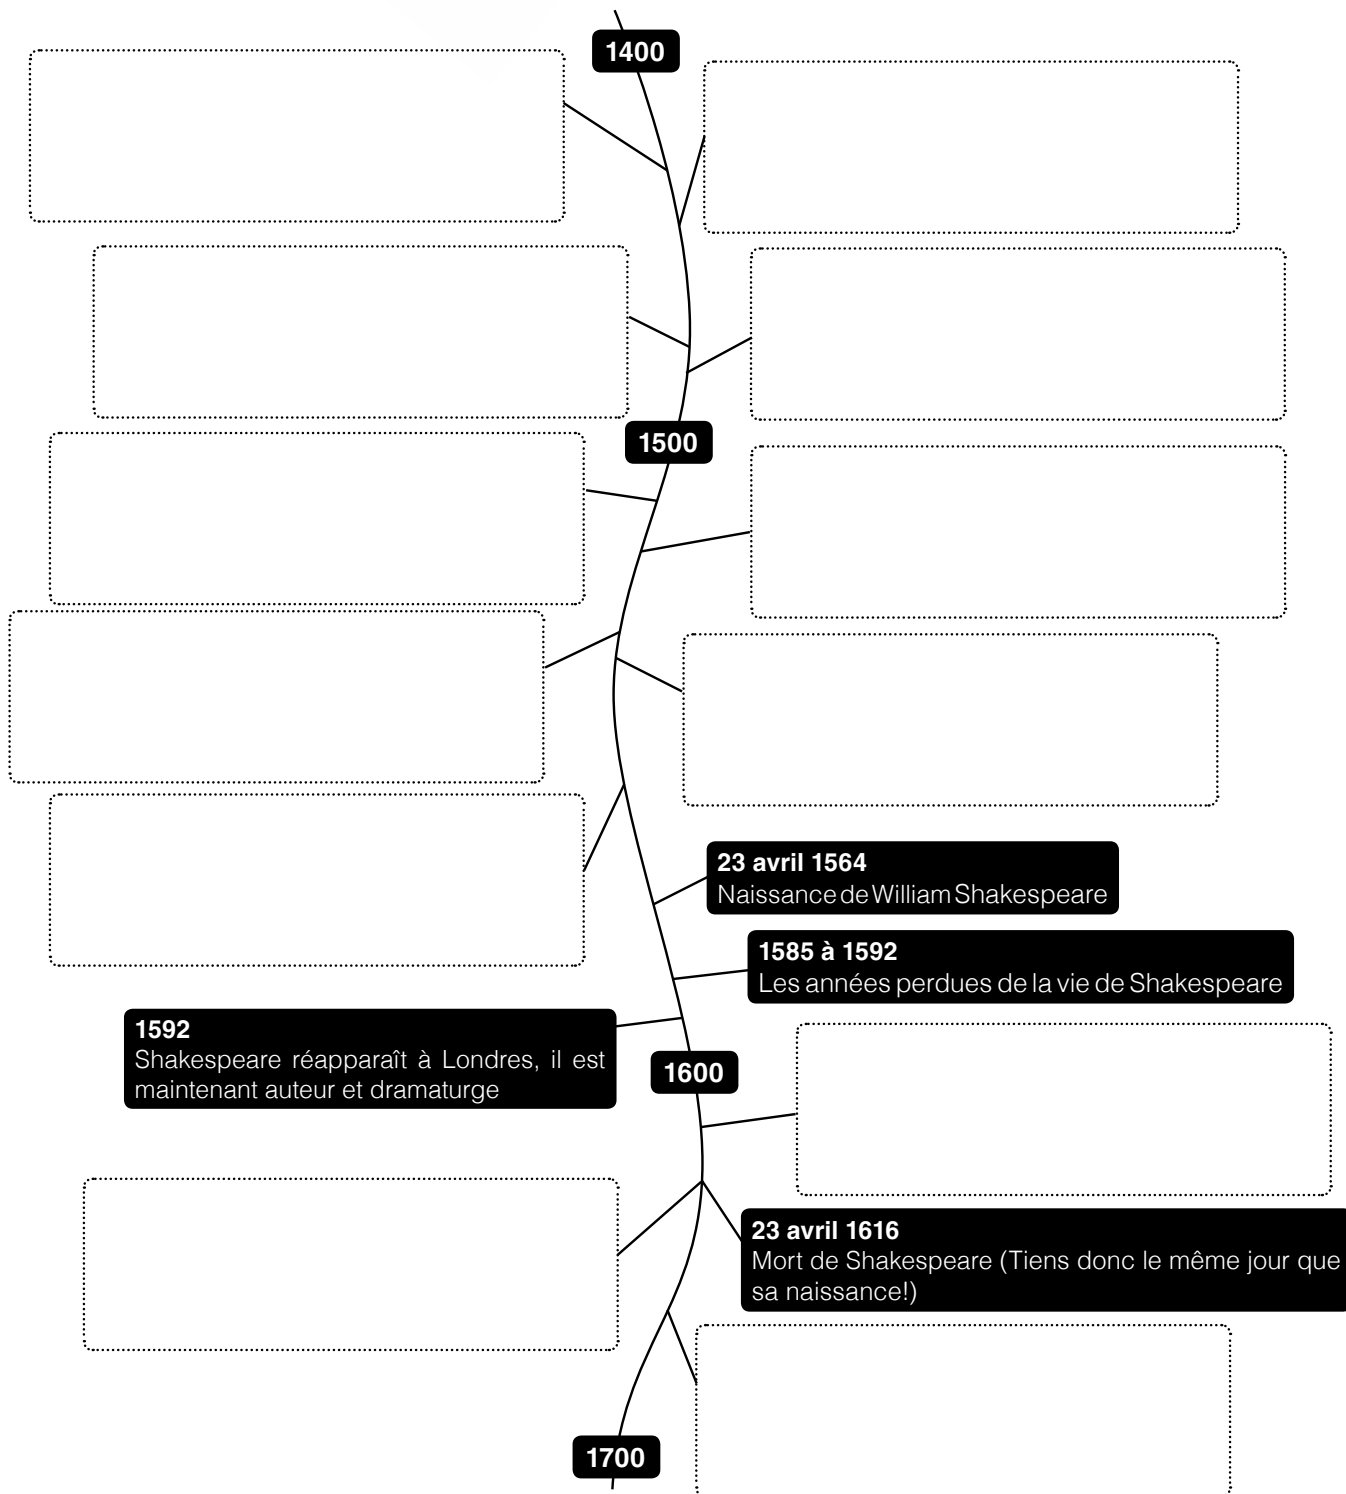 1400
1500
23 avril 1564
Naissance de William Shakespeare
1585 à 1592
Les années perdues de la vie de Shakespeare
1592
Shakespeare réapparaît à Londres, il est
maintenant auteur et dramaturge
1600
23 avril 1616
Mort de Shakespeare (Tiens donc le même jour que
sa naissance!)
1700